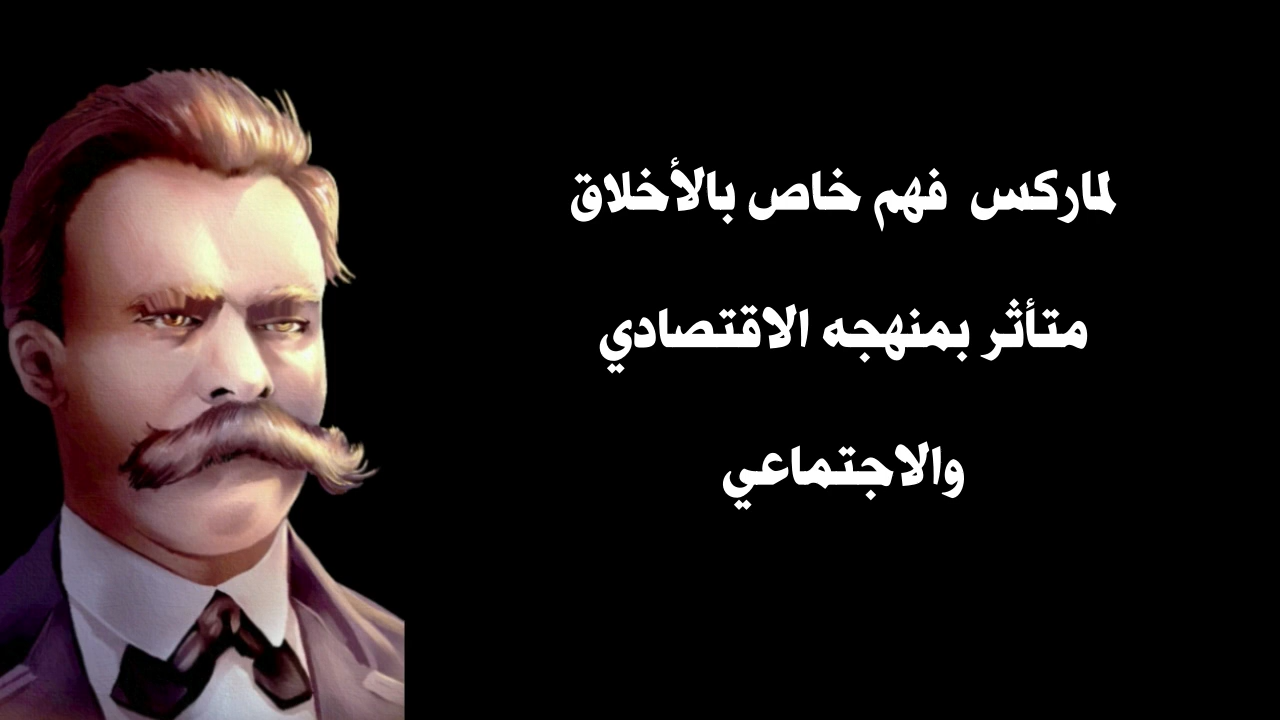 لماركس فهم خاص بالأخلاق
متأثر بمنهجه الاقتصادي
والاجتماعي